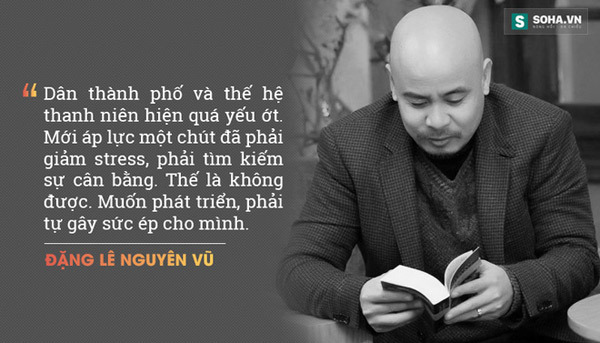 S SOHA.VN
“ Dân thành phố và thế hệ
thanh niên hiện quá yếu ớt.
Mới áp lực một chút đã phải
giảm stress, phải tìm kiếm
sự cân bằng. Thế là không
được. Muốn phát triển, phải
tự gây sức ép cho mình.
ĐẶNG LÊ NGUYÊN VŨ